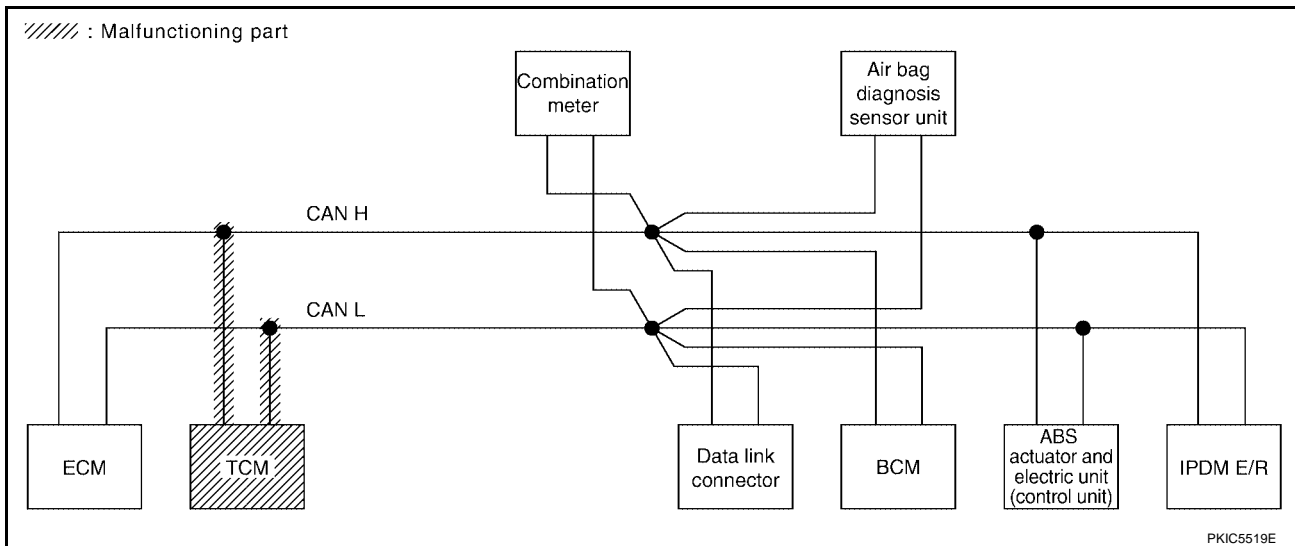 : Malfunctioning part
Combination
meter
Air bag
diagnosis
sensor unit
CAN H
CAN L
ECM
TCM
Data link
connector
BCM
ABS
actuator and
electric unit
(control unit)
IPDM E/R
PKIC5519E